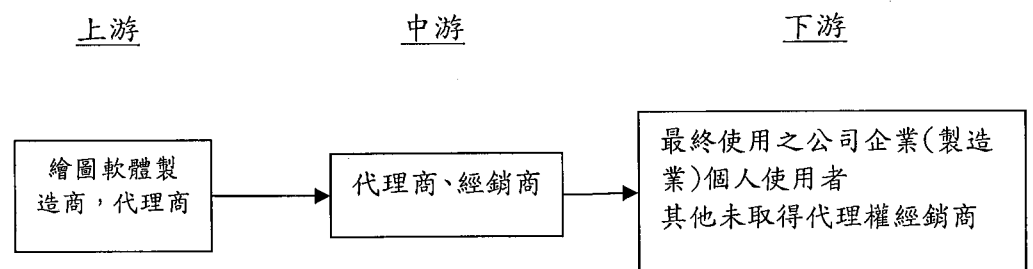 上游
中游
下游
繪圖軟體製
造商，代理商
代理商、經銷商
最終使用之公司企業(製造
業)個人使用者
其他未取得代理權經銷商